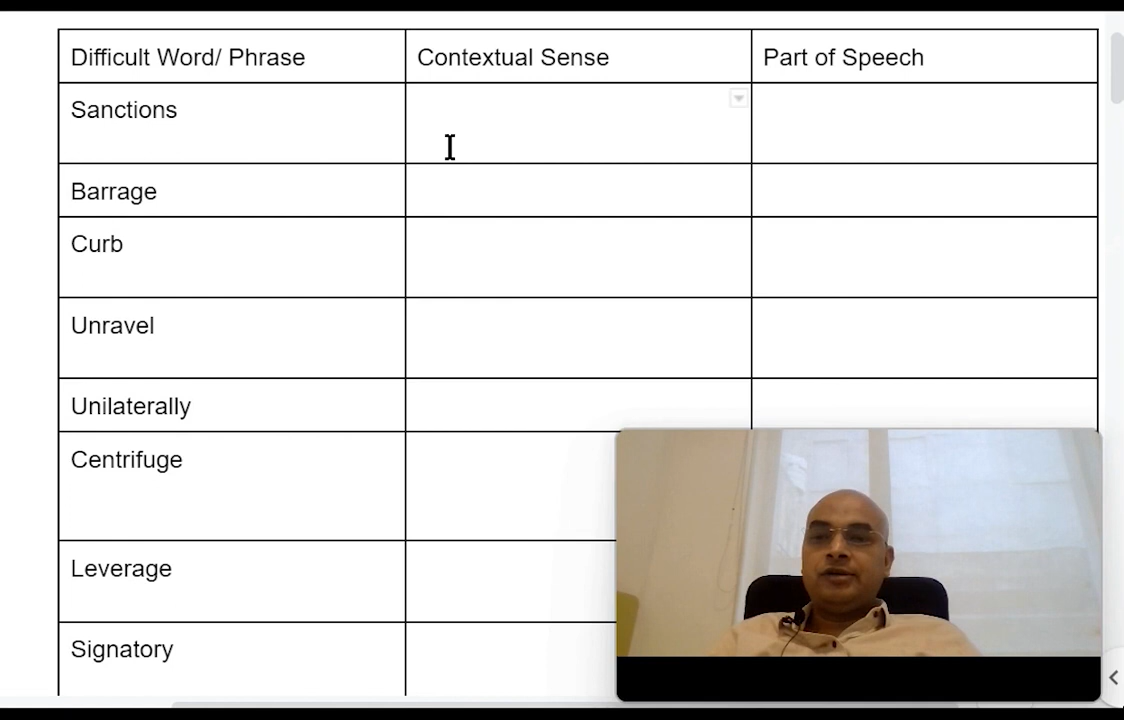 Difficult Word/ Phrase Contextual Sense Part of Speech
Sanctions
Barrage
Curb
Unravel
Unilaterally
Centrifuge
Leverage
Signatory